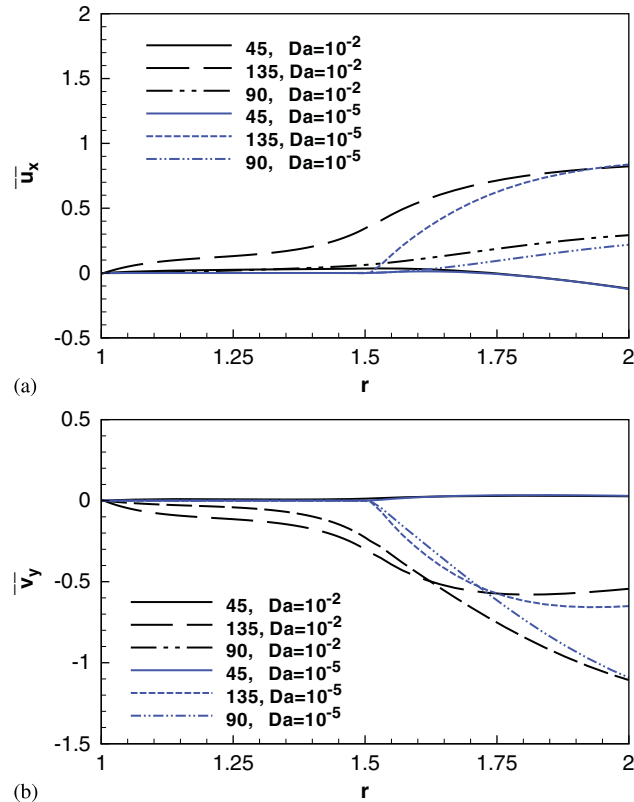 2
1.5
1
0.5
0
-0.5
u̅x
45, Da=10-2
135, Da=10-2
90, Da=10-2
45, Da=10-5
135, Da=10-5
90, Da=10-5
1 1.25 1.5 1.75 2
r
(a)
0.5
0
-0.5
-1
-1.5
v̅y
45, Da=10-2
135, Da=10-2
90, Da=10-2
45, Da=10-5
135, Da=10-5
90, Da=10-5
1 1.25 1.5 1.75 2
r
(b)